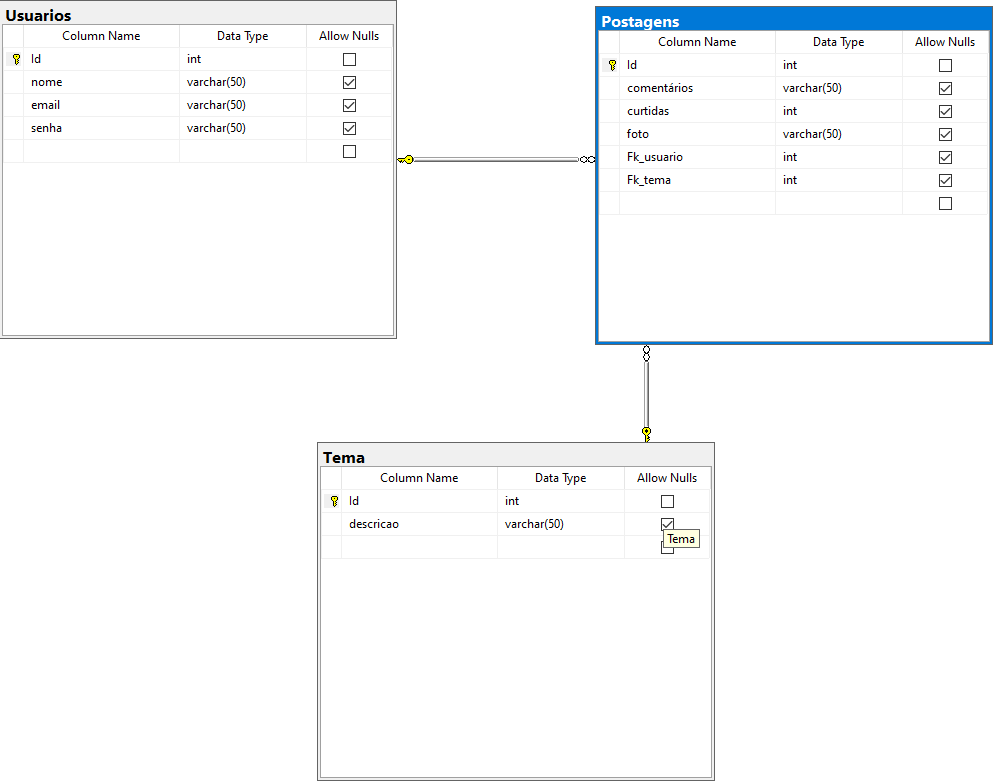 Usuarios
Column Name Data Type Allow Nulls
Id int
nome varchar(50)
email varchar(50)
senha varchar(50)
Postagens
Column Name Data Type Allow Nulls
Id int
comentários varchar(50)
curtidas int
foto varchar(50)
Fk_usuario int
Fk_tema int
Tema
Column Name Data Type Allow Nulls
Id int
descricao varchar(50)
Tema